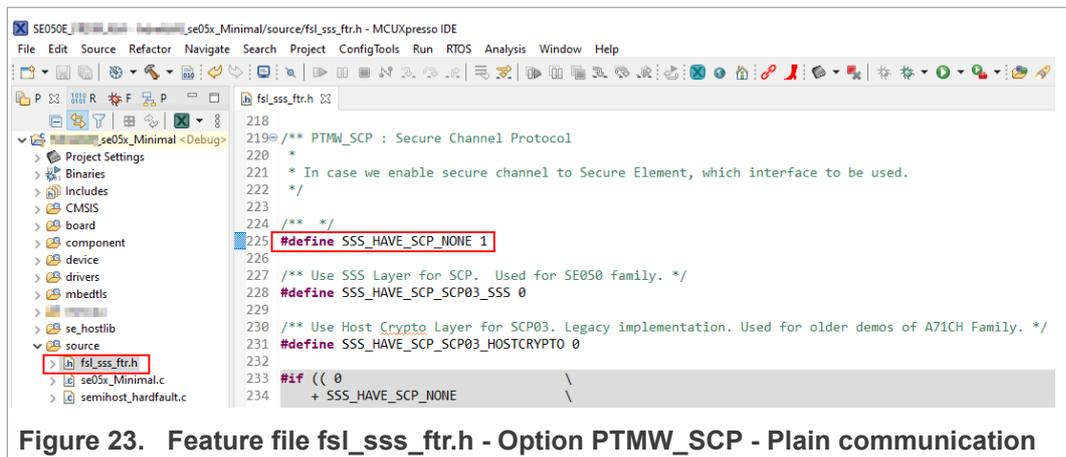 SE050E_ _se05x_Minimal/source/fsl_sss_ftr.h - MCUXpresso IDE
File Edit Source Refactor Navigate Search Project ConfigTools Run RTOS Analysis Window Help
P R F P
fsl_sss_ftr.h
_se05x_Minimal <Debug>
Project Settings
Binaries
Includes
CMSIS
board
component
device
drivers
mbedtls
se_hostlib
source
fsl_sss_ftr.h
se05x_Minimal.c
semihost_hardfault.c
218
219 /** PTMW_SCP : Secure Channel Protocol
220 *
221 * In case we enable secure channel to Secure Element, which interface to be used.
222 */
223
224 /** */
225 #define SSS_HAVE_SCP_NONE 1
226
227 /** Use SSS Layer for SCP. Used for SE050 family. */
228 #define SSS_HAVE_SCP_SCP03_SSS 0
229
230 /** Use Host Crypto Layer for SCP03. Legacy implementation. Used for older demos of A71CH Family. */
231 #define SSS_HAVE_SCP_SCP03_HOSTCRYPTO 0
232
233 #if (( 0 \
234 + SSS_HAVE_SCP_NONE \
Figure 23. Feature file fsl_sss_ftr.h - Option PTMW_SCP - Plain communication